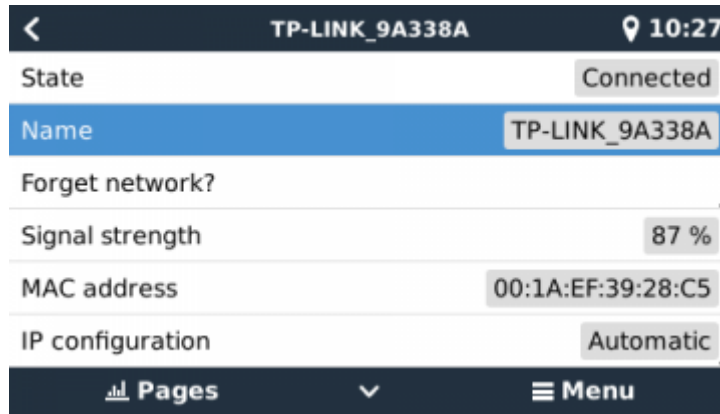 TP-LINK_9A338A 10:27
State Connected
Name TP-LINK_9A338A
Forget network?
Signal strength 87 %
MAC address 00:1A:EF:39:28:C5
IP configuration Automatic
Pages Menu